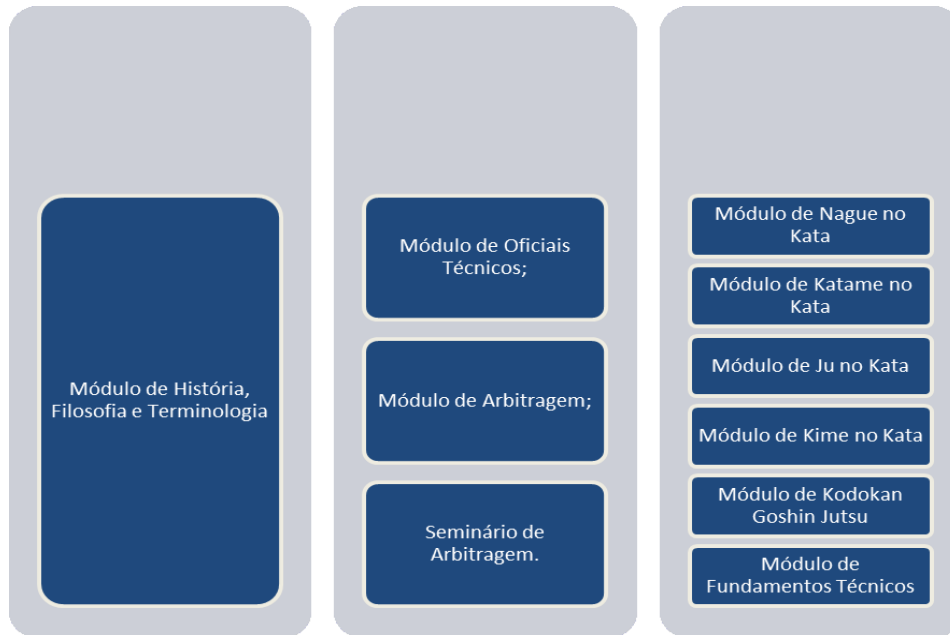 Módulo de História,
Filosofia e Terminologia
Módulo de Oficiais
Técnicos;
Módulo de Arbitragem;
Seminário de
Arbitragem.
Módulo de Nague no
Kata
Módulo de Katame no
Kata
Módulo de Ju no Kata
Módulo de Kime no Kata
Módulo de Kodokan
Goshin Jutsu
Módulo de
Fundamentos Técnicos